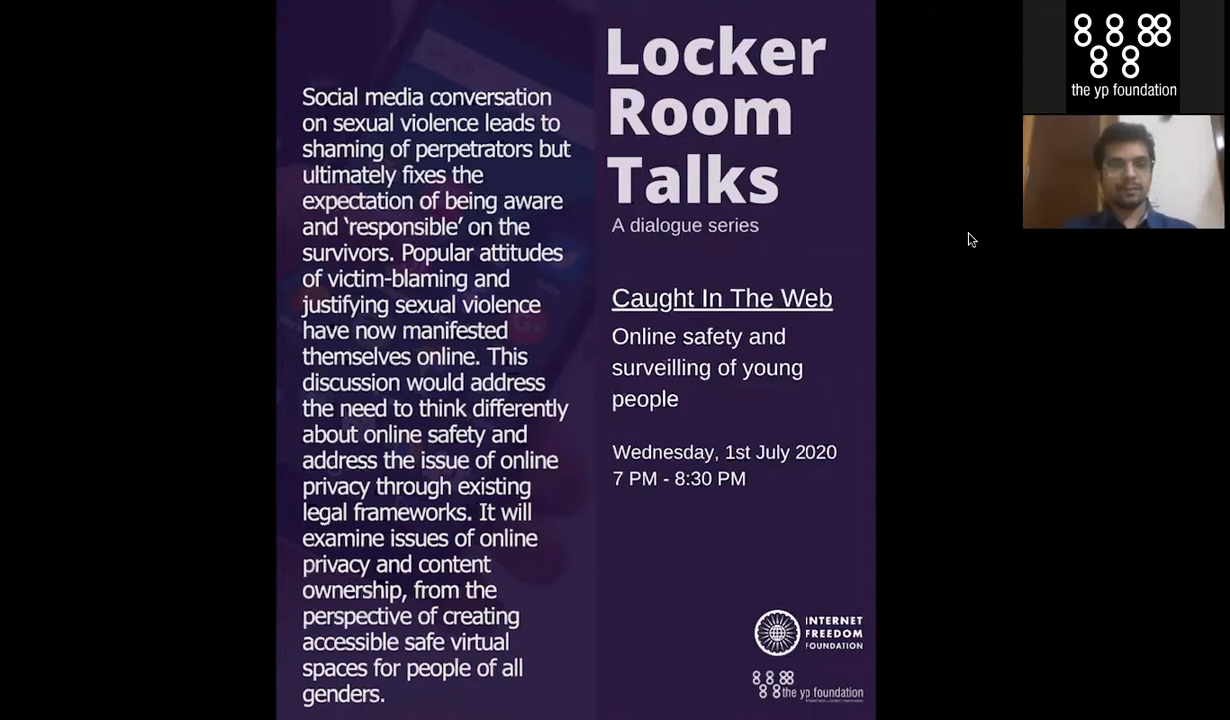 Social media conversation
on sexual violence leads to
shaming of perpetrators but
ultimately fixes the
expectation of being aware
and ‘responsible’ on the
survivors. Popular attitudes
of victim-blaming and
justifying sexual violence
have now manifested
themselves online. This
discussion would address
the need to think differently
about online safety and
address the issue of online
privacy through existing
legal frameworks. It will
examine issues of online
privacy and content
ownership, from the
perspective of creating
accessible safe virtual
spaces for people of all
genders.
Locker
Room
Talks
A dialogue series
Caught In The Web
Online safety and
surveilling of young
people
Wednesday, 1st July 2020
7 PM - 8:30 PM
INTERNET
FREEDOM
FOUNDATION
the yp foundation
the yp foundation